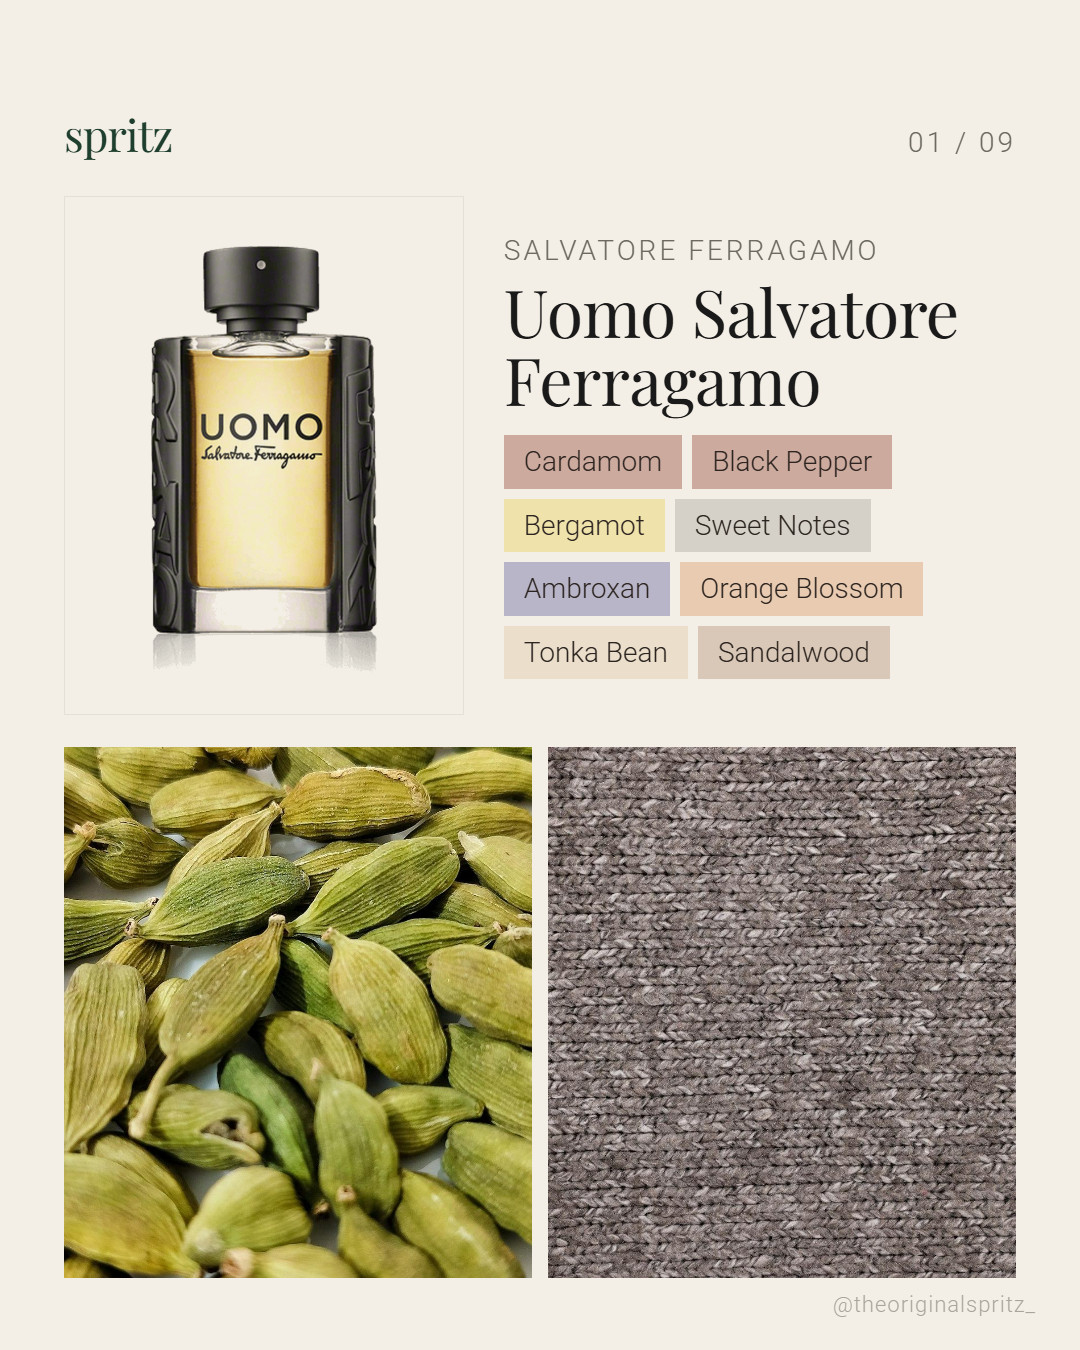 spritz
01 / 09
SALVATORE FERRAGAMO
Uomo Salvatore
Ferragamo
UOMO
Salvatore Ferragamo
Cardamom
Black Pepper
Bergamot
Sweet Notes
Ambroxan
Orange Blossom
Tonka Bean
Sandalwood
@theoriginalspritz_